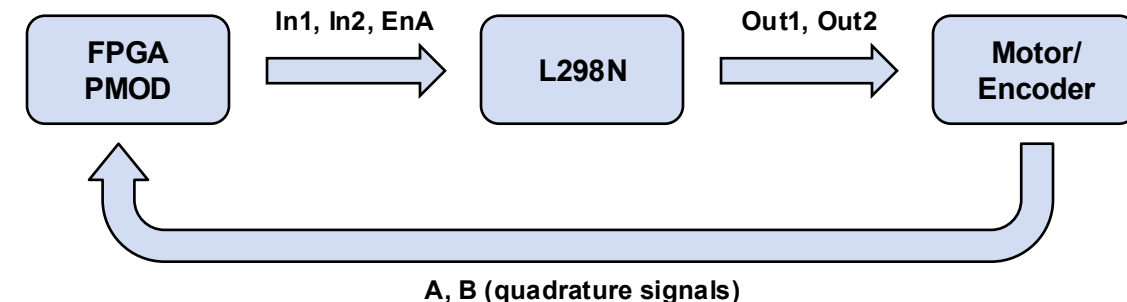 In1, In2, EnA
Out1, Out2
FPGA
PMOD
L298N
Motor/
Encoder
A, B (quadrature signals)